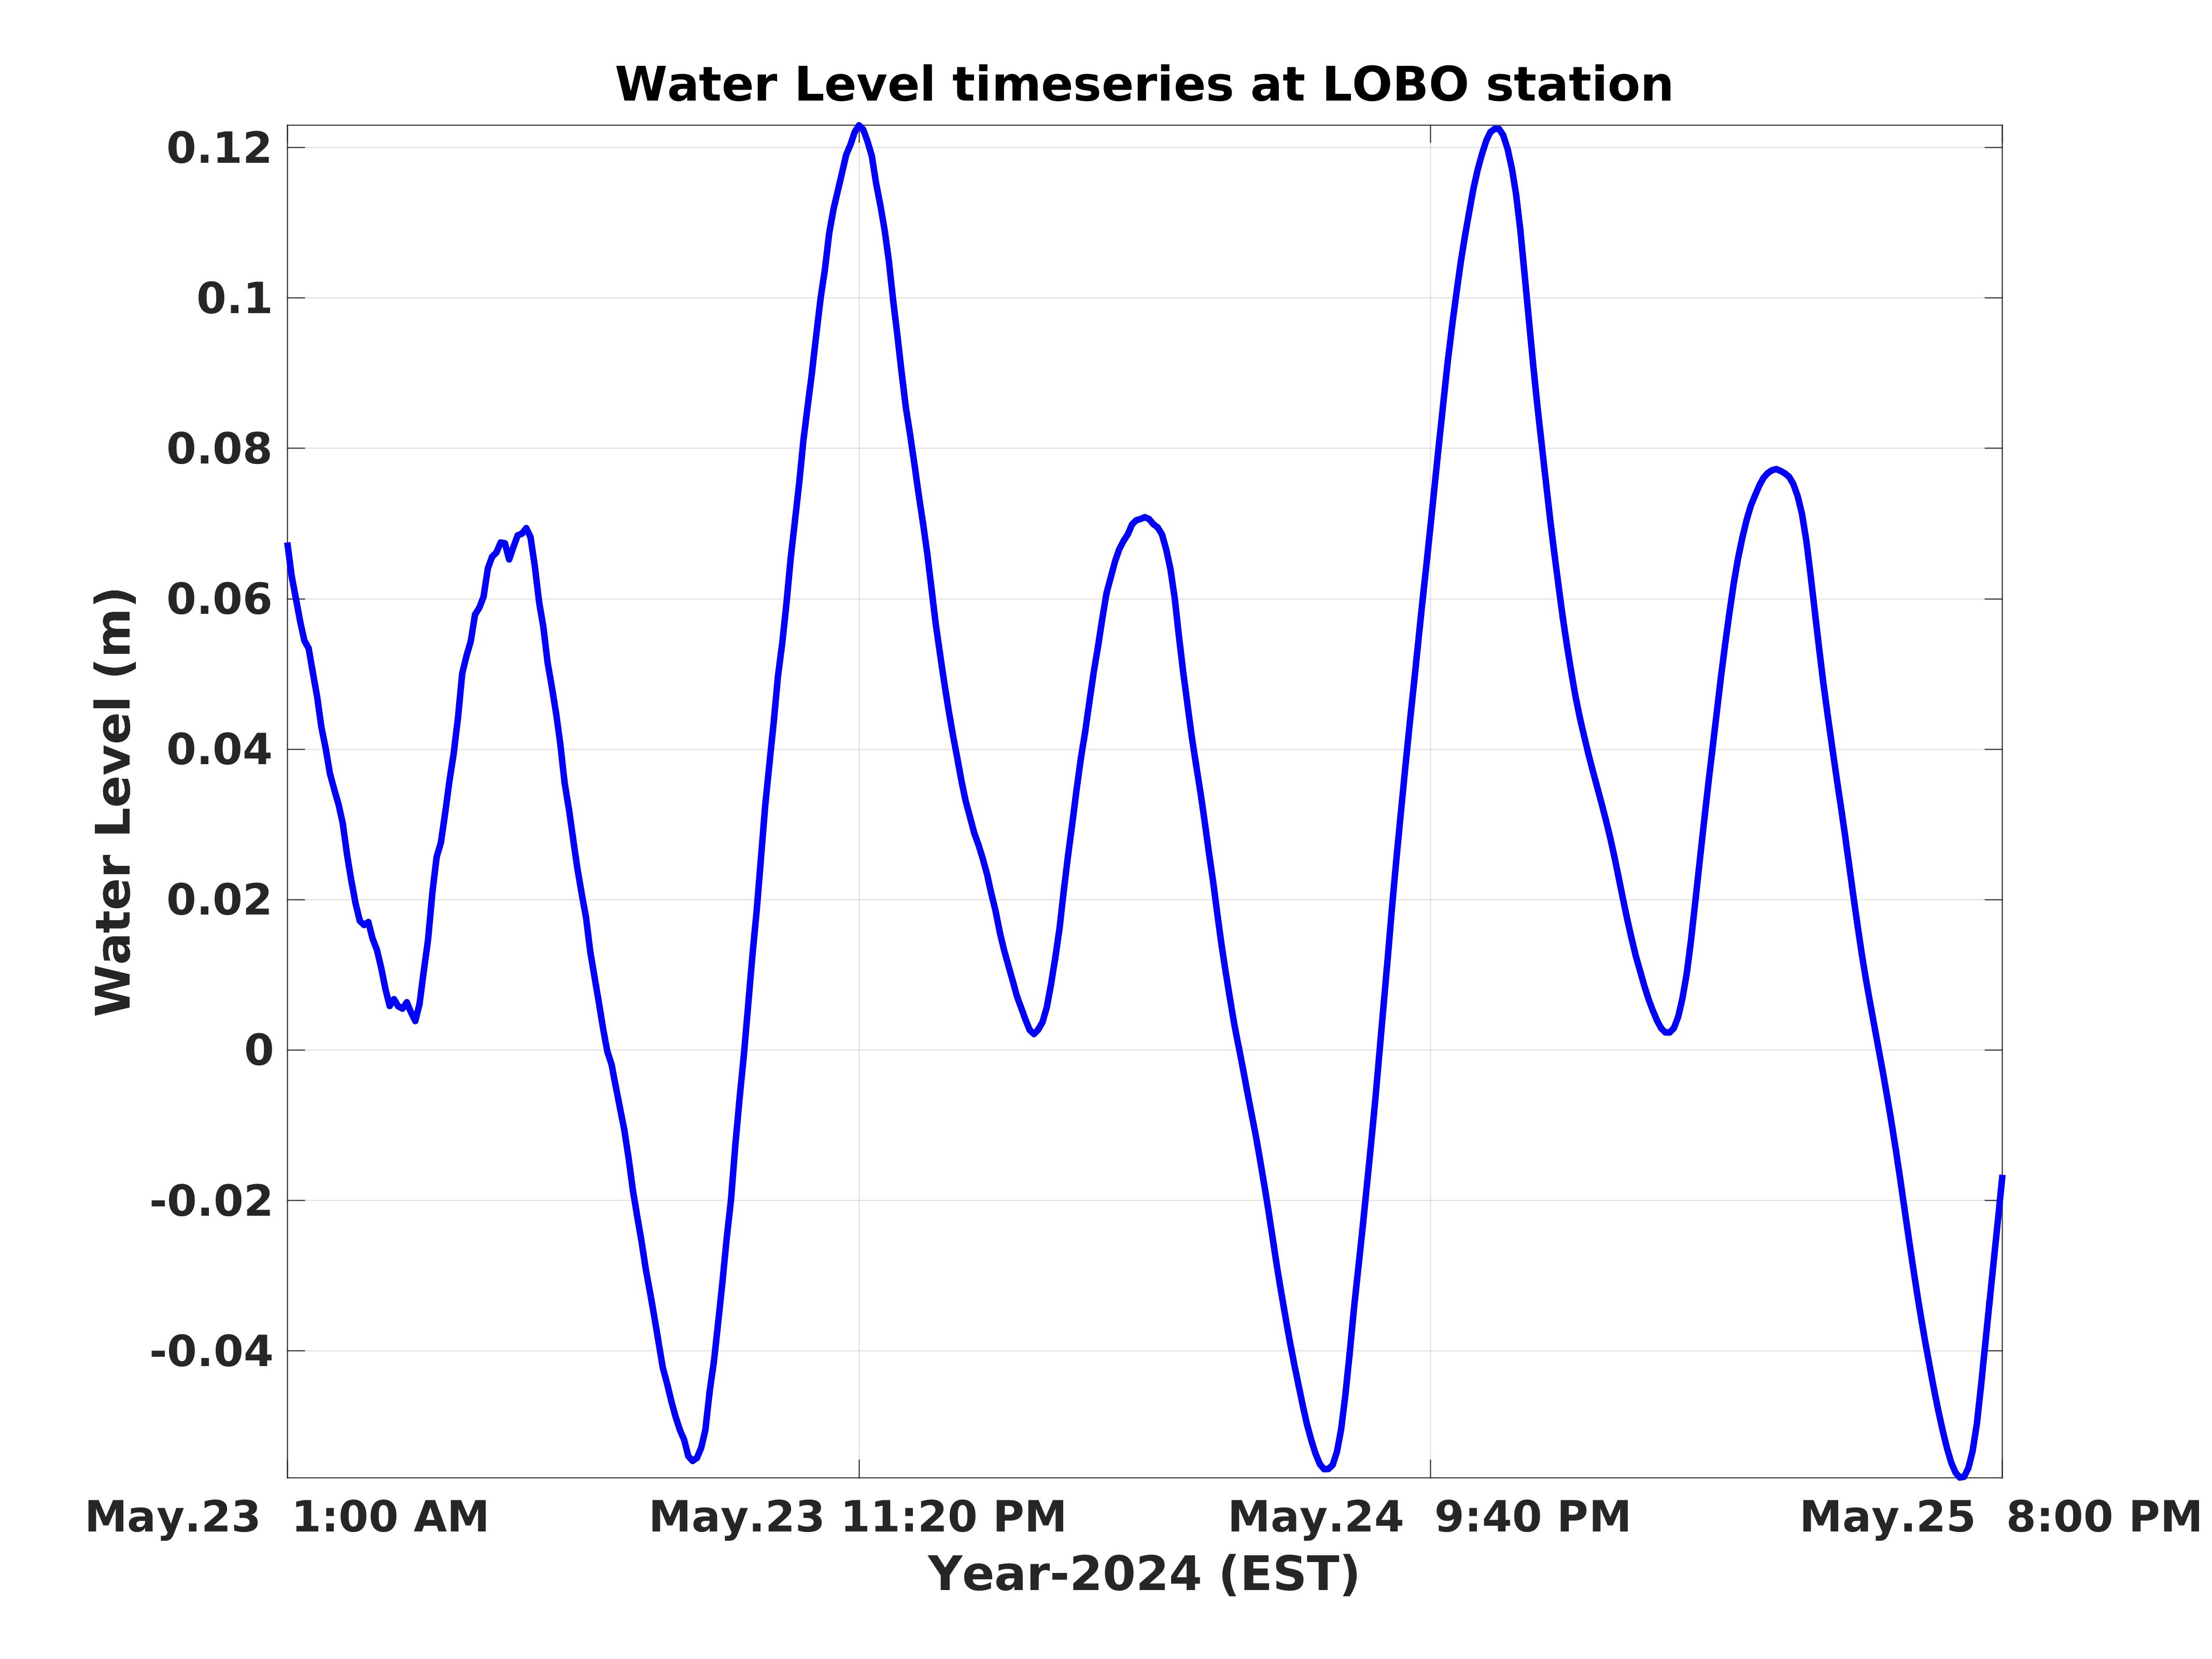 Water Level timeseries at LOBO station
0.12
0.1
0.08
0.06
0.04
0.02
0
-0.02
-0.04
Water Level (m)
May.23  1:00 AM
May.23 11:20 PM
May.24  9:40 PM
May.25  8:00 PM
Year-2024 (EST)